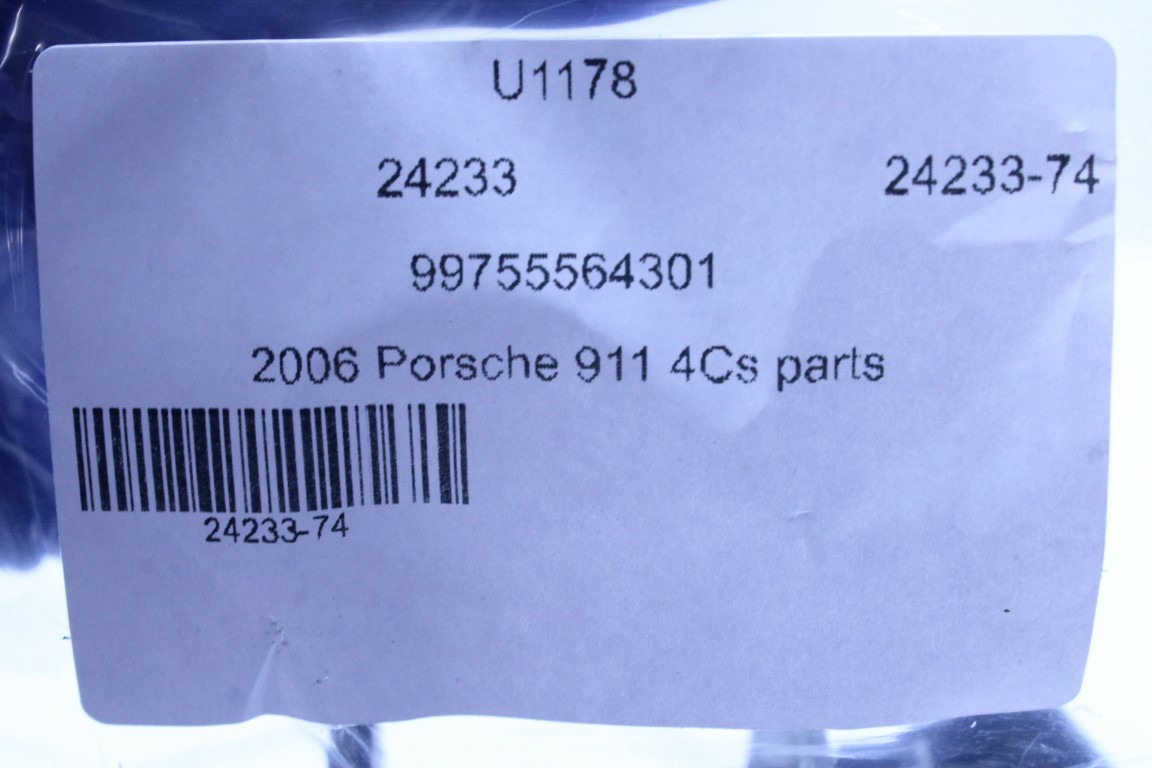 U1178
24233 24233-74
99755564301
2006 Porsche 911 4Cs parts
24233-74